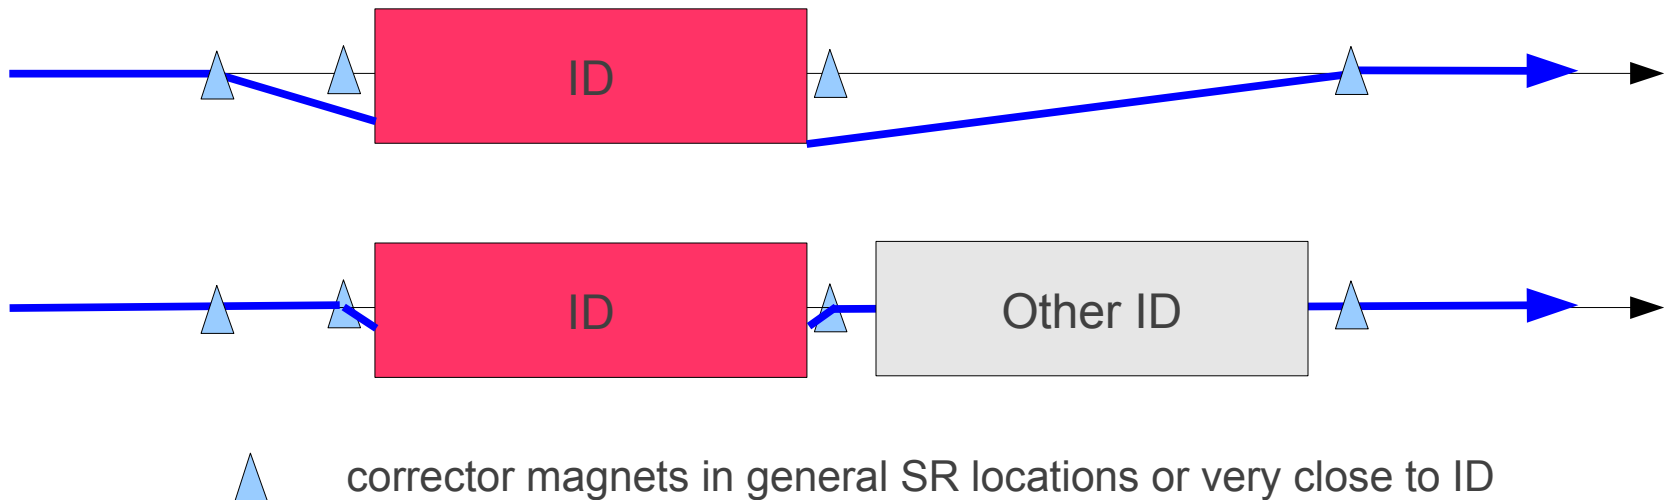 ID
ID
Other ID
corrector magnets in general SR locations or very close to ID